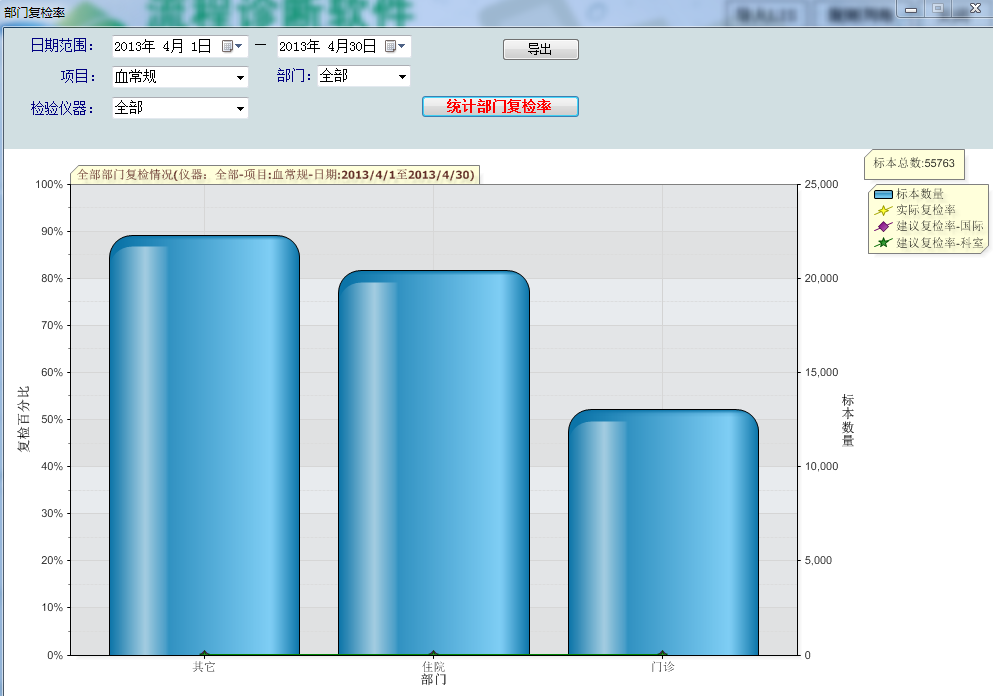 部门复检率
流程诊断软件
日期范围： 2013年 4月 1日 — 2013年 4月30日 导出
项目： 血常规 部门： 全部
检验仪器： 全部 统计部门复检率
标本总数:55763
全部部门复检情况(仪器：全部-项目:血常规-日期:2013/4/1至2013/4/30)
标本数量
实际复检率
建议复检率-国际
建议复检率-科室
100% 25,000
90%
80% 20,000
70%
60% 15,000
50%
40% 10,000
30%
20% 5,000
10%
0% 0
复检百分比
标本数量
其它 住院 门诊
部门